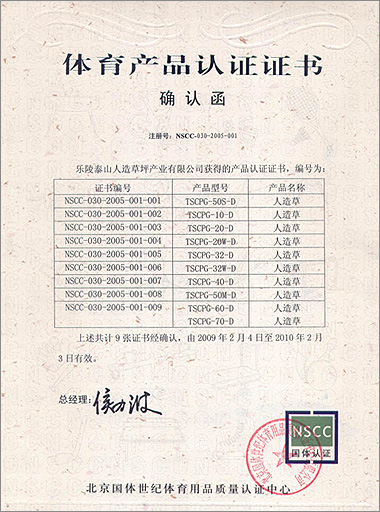 体育产品认证证书
确认函
注册号：NSCC-030-2005-001
乐陵泰山人造草坪产业有限公司获得的产品认证证书，编号为：
证书编号 产品型号 产品名称
NSCC-030-2005-001-001 TSCPG-50S-D 人造草
NSCC-030-2005-001-002 TSCPG-10-D 人造草
NSCC-030-2005-001-003 TSCPG-20-D 人造草
NSCC-030-2005-001-004 TSCPG-20W-D 人造草
NSCC-030-2005-001-005 TSCPG-32-D 人造草
NSCC-030-2005-001-006 TSCPG-32W-D 人造草
NSCC-030-2005-001-007 TSCPG-40-D 人造草
NSCC-030-2005-001-008 TSCPG-50M-D 人造草
NSCC-030-2005-001-009 TSCPG-60-D 人造草
TSCPG-70-D 人造草
上述共计9张证书经确认，由2009年2月4日至2010年2月
3日有效。
总经理：
NSCC
国体认证
北京国体世纪体育用品质量认证中心